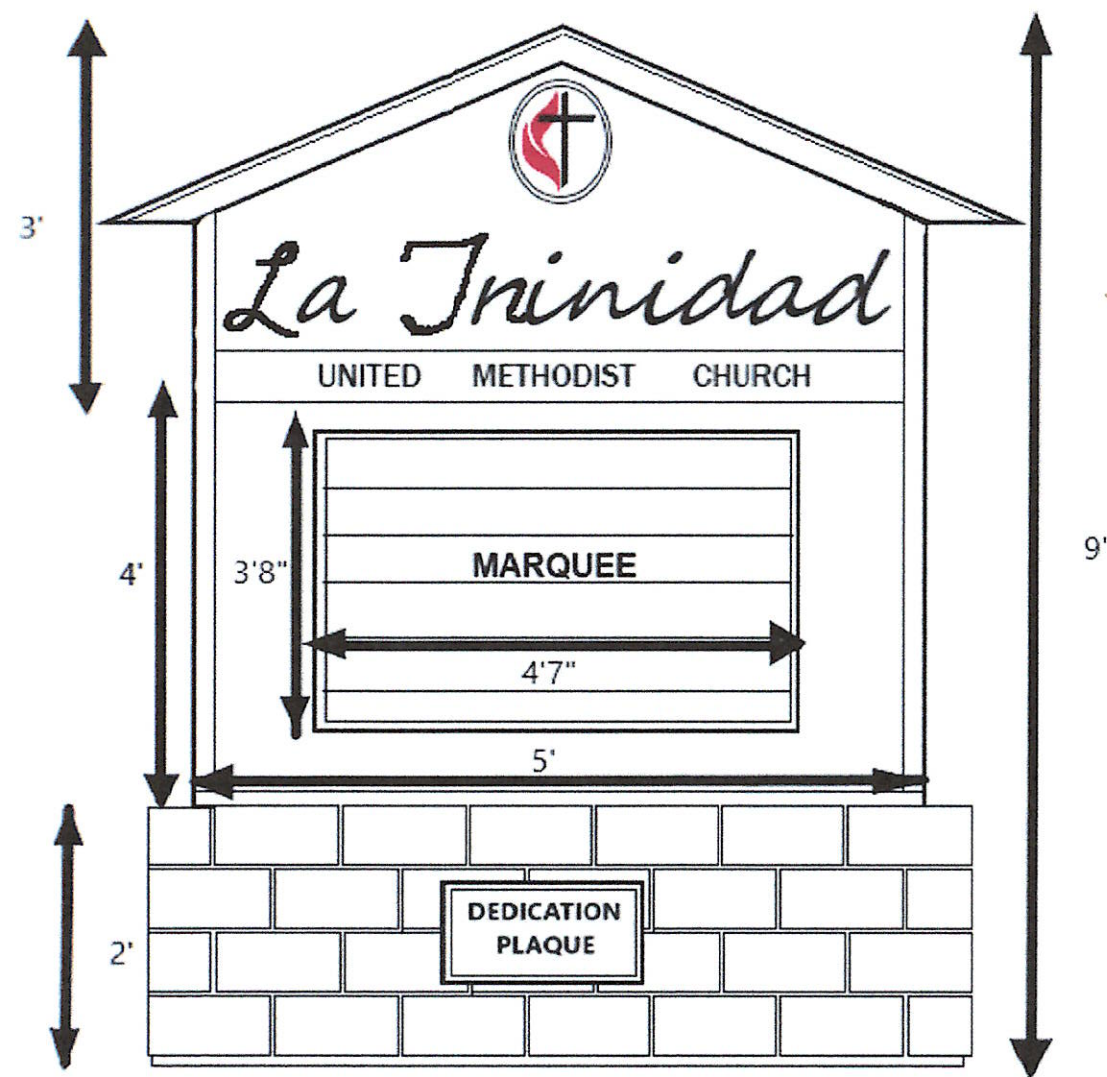 3'
La Trinidad
UNITED METHODIST CHURCH
4'
3'8"
MARQUEE
9'
4'7"
5'
DEDICATION
PLAQUE
2'